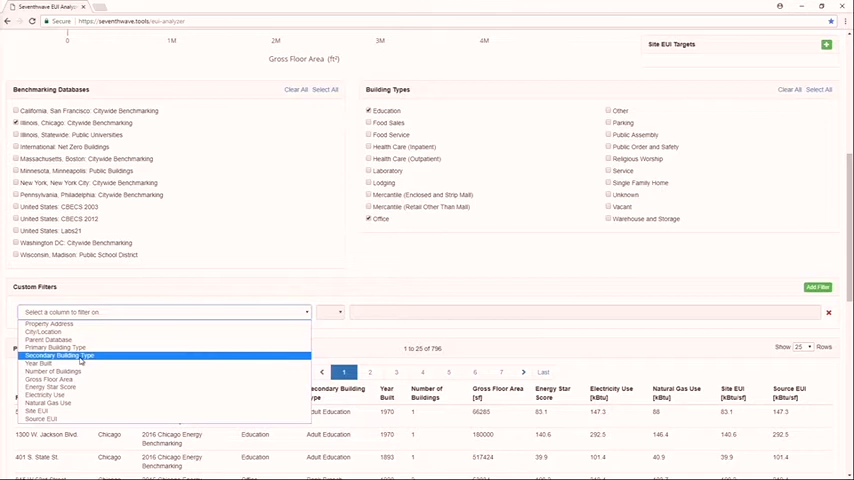 Seventhwave EUI Analyz
Secure | https://seventhwave.tools/eui-analyzer
0 1M 2M 3M 4M
Gross Floor Area (ft²)
Site EUI Targets
Benchmarking Databases Clear All Select All
California, San Francisco: Citywide Benchmarking
Illinois, Chicago: Citywide Benchmarking
Illinois, Statewide: Public Universities
International: Net Zero Buildings
Massachusetts, Boston: Citywide Benchmarking
Minnesota, Minneapolis: Public Buildings
New York, New York City: Citywide Benchmarking
Pennsylvania, Philadelphia: Citywide Benchmarking
United States: CBECS 2003
United States: CBECS 2012
United States: Labs21
Washington DC: Citywide Benchmarking
Wisconsin, Madison: Public School District
Building Types Clear All Select All
Education
Food Sales
Food Service
Health Care (Inpatient)
Health Care (Outpatient)
Laboratory
Lodging
Mercantile (Enclosed and Strip Mall)
Mercantile (Retail Other Than Mall)
Office
Other
Parking
Public Assembly
Public Order and Safety
Religious Worship
Service
Single Family Home
Unknown
Vacant
Warehouse and Storage
Custom Filters Add Filter
Select a column to filter on.
Property Address
City/Location
Parent Database
Primary Building Type
Secondary Building Type
Year Built
Number of Buildings
Gross Floor Area
Energy Star Score
Electricity Use
Natural Gas Use
Site EUI
Source EUI
1 to 25 of 796 Show 25 Rows
1 2 3 4 5 6 7 Last
Secondary Building Type Year Built Number of Buildings Gross Floor Area [sf] Energy Star Score Electricity Use [kBtu] Natural Gas Use [kBtu] Site EUI [kBtu/sf] Source EUI [kBtu/sf]
Adult Education 1970 1 66285 83.1 147.3 88 83.1 147.3
1300 W. Jackson Blvd. Chicago 2016 Chicago Energy Benchmarking Education Adult Education 1970 1 180000 140.6 292.5 146.4 140.6 292.5
401 S. State St. Chicago 2016 Chicago Energy Benchmarking Education Adult Education 1893 1 517424 39.9 101.4 40.9 39.9 101.4